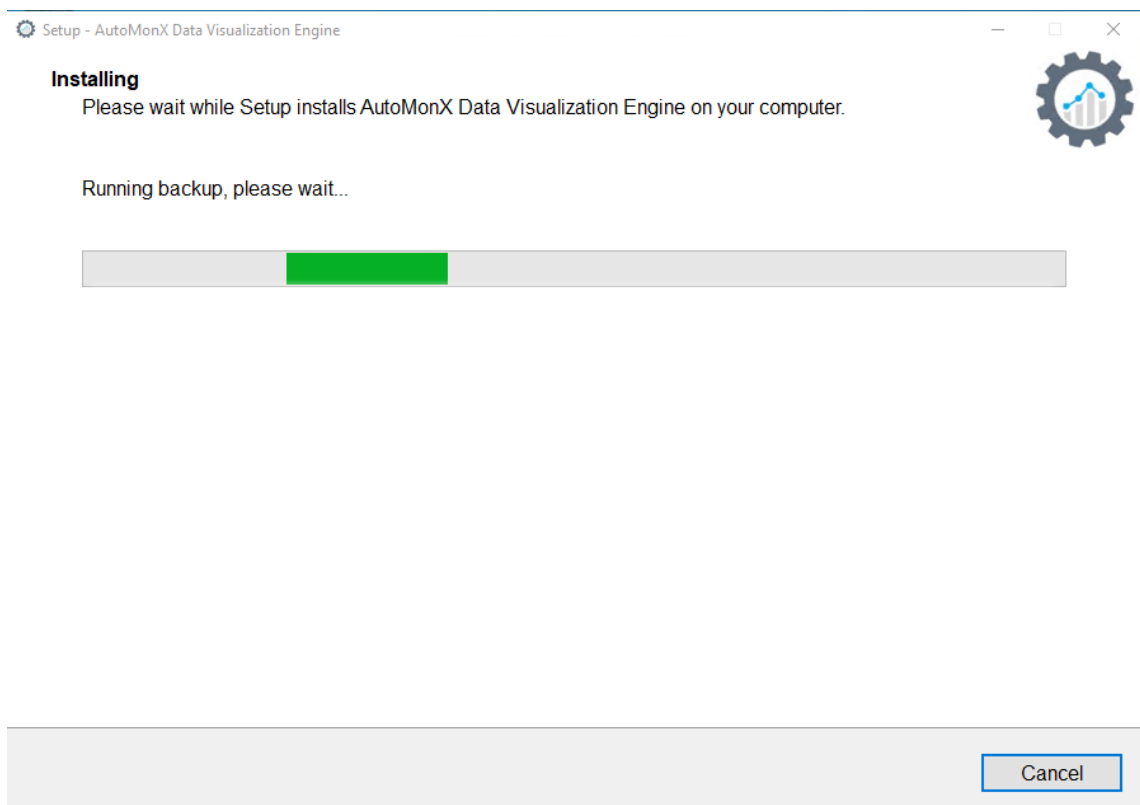 Setup - AutoMonX Data Visualization Engine
Installing
Please wait while Setup installs AutoMonX Data Visualization Engine on your computer.
Running backup, please wait...
Cancel